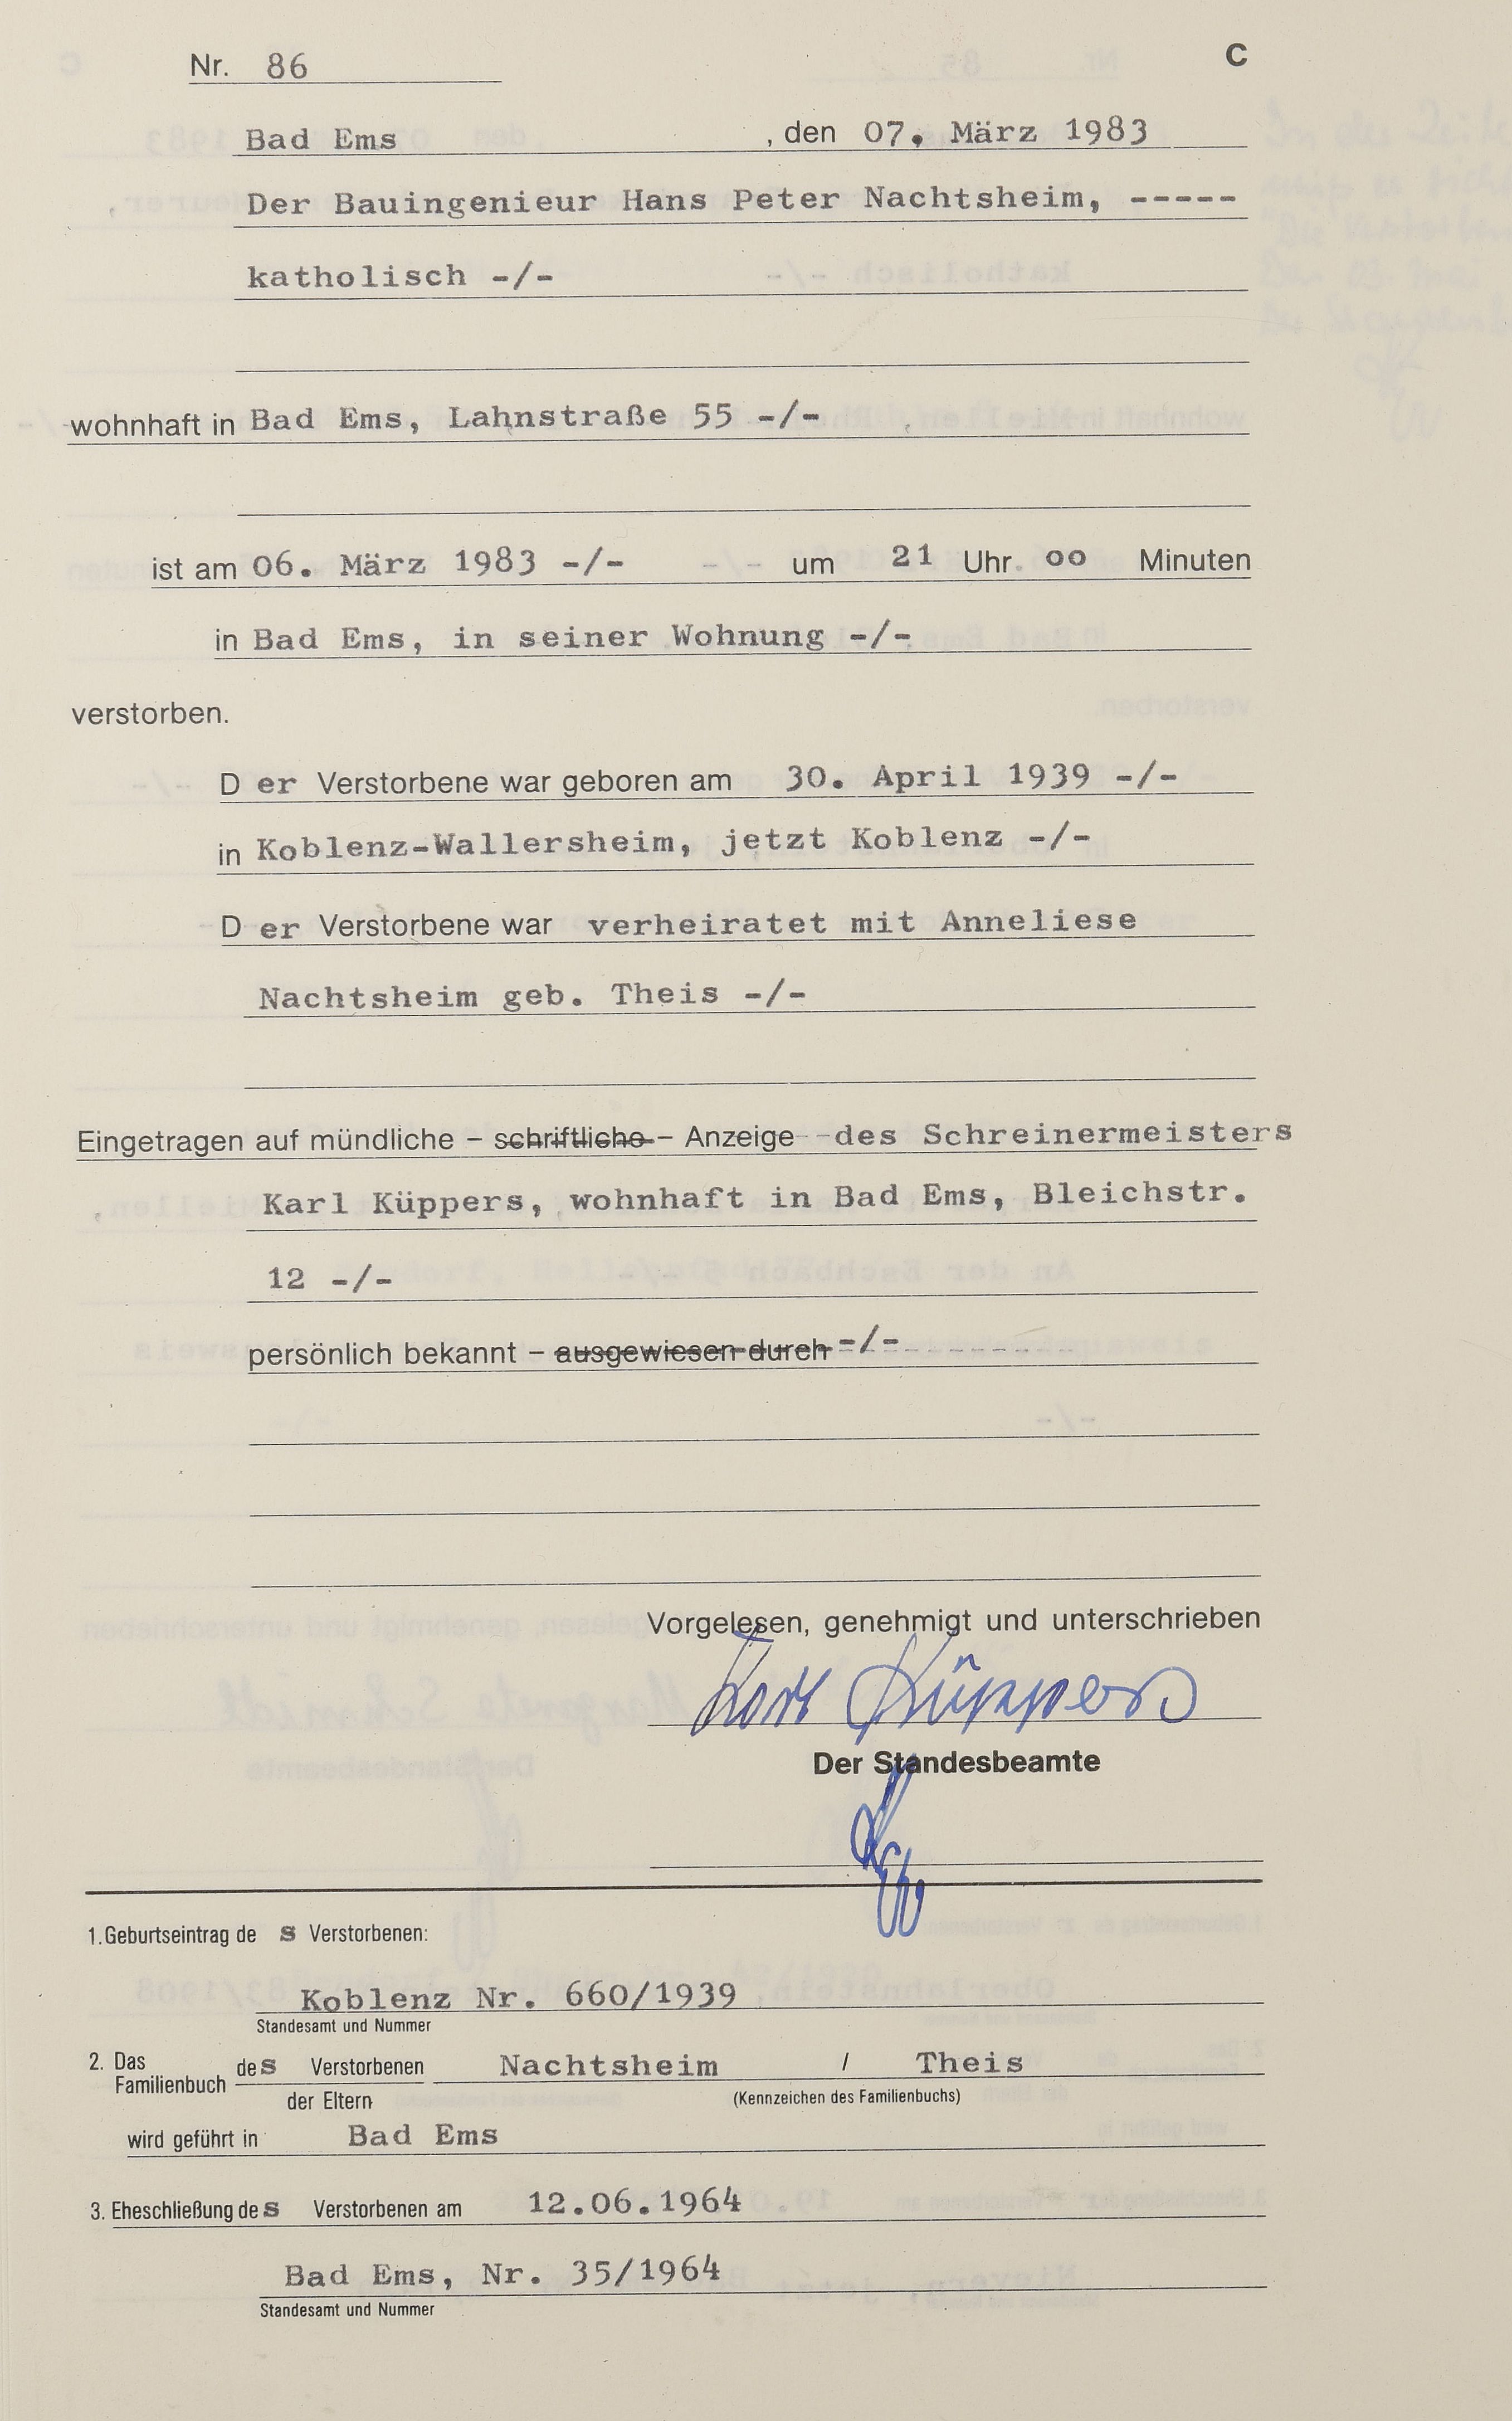 Nr. 86 C
Bad Ems , den 07. März 1983
Der Bauingenieur Hans Peter Nachtsheim, -----
katholisch -/-
wohnhaft in Bad Ems, Lahnstraße 55 -/-
ist am 06. März 1983 -/- um 21 Uhr oo Minuten
in Bad Ems, in seiner Wohnung -/-
verstorben.
D er Verstorbene war geboren am 30. April 1939 -/-
in Koblenz-Wallersheim, jetzt Koblenz -/-
D er Verstorbene war verheiratet mit Anneliese
Nachtsheim geb. Theis -/-
Eingetragen auf mündliche – schriftliche – Anzeige --des Schreinermeisters
Karl Küppers, wohnhaft in Bad Ems, Bleichstr.
12 -/-
persönlich bekannt – ausgewiesen durch -/-
Vorgelesen, genehmigt und unterschrieben
Karl Küppers
Der Standesbeamte
1. Geburtseintrag de s Verstorbenen:
Koblenz Nr. 660/1939
Standesamt und Nummer
2. Das Familienbuch des Verstorbenen Nachtsheim / Theis
der Eltern (Kennzeichen des Familienbuchs)
wird geführt in Bad Ems
3. Eheschließung des Verstorbenen am 12.06.1964
Bad Ems, Nr. 35/1964
Standesamt und Nummer